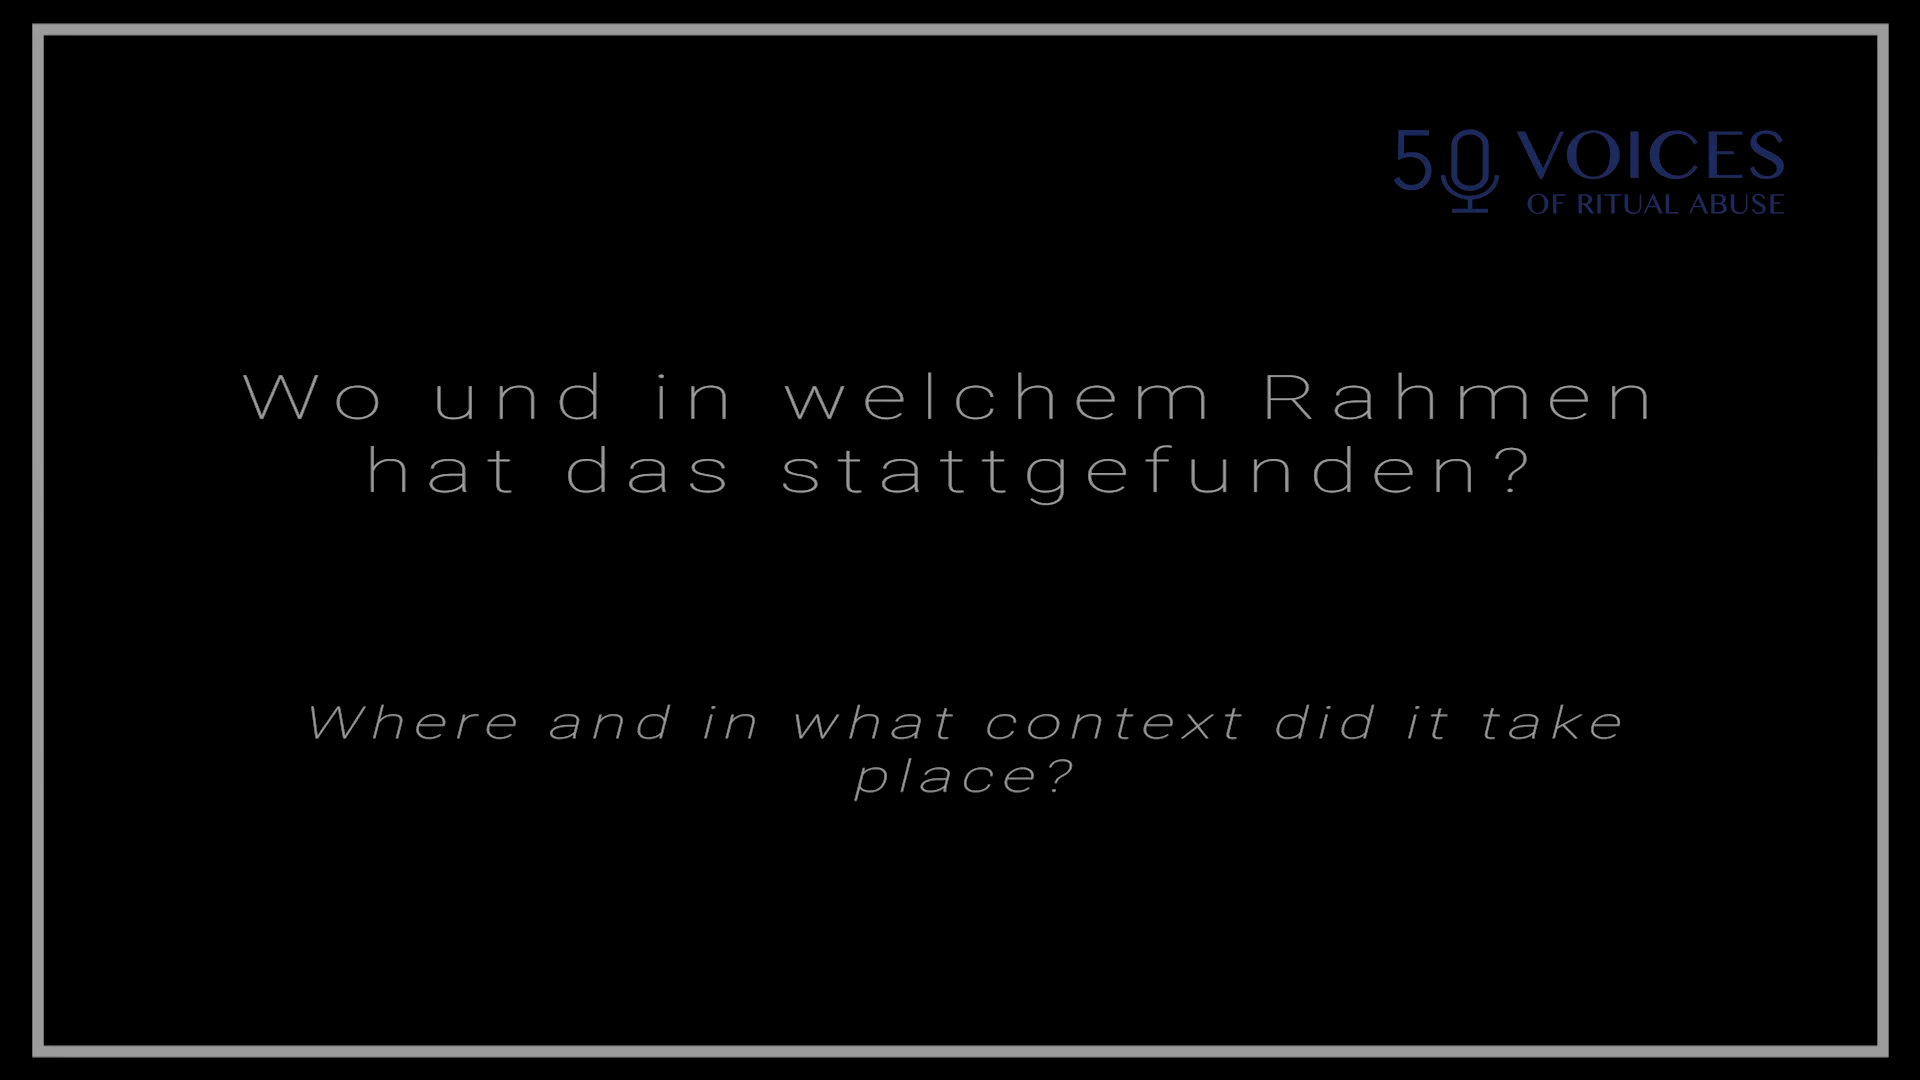 50 VOICES
OF RITUAL ABUSE
Wo und in welchem Rahmen
hat das stattgefunden?
Where and in what context did it take
place?